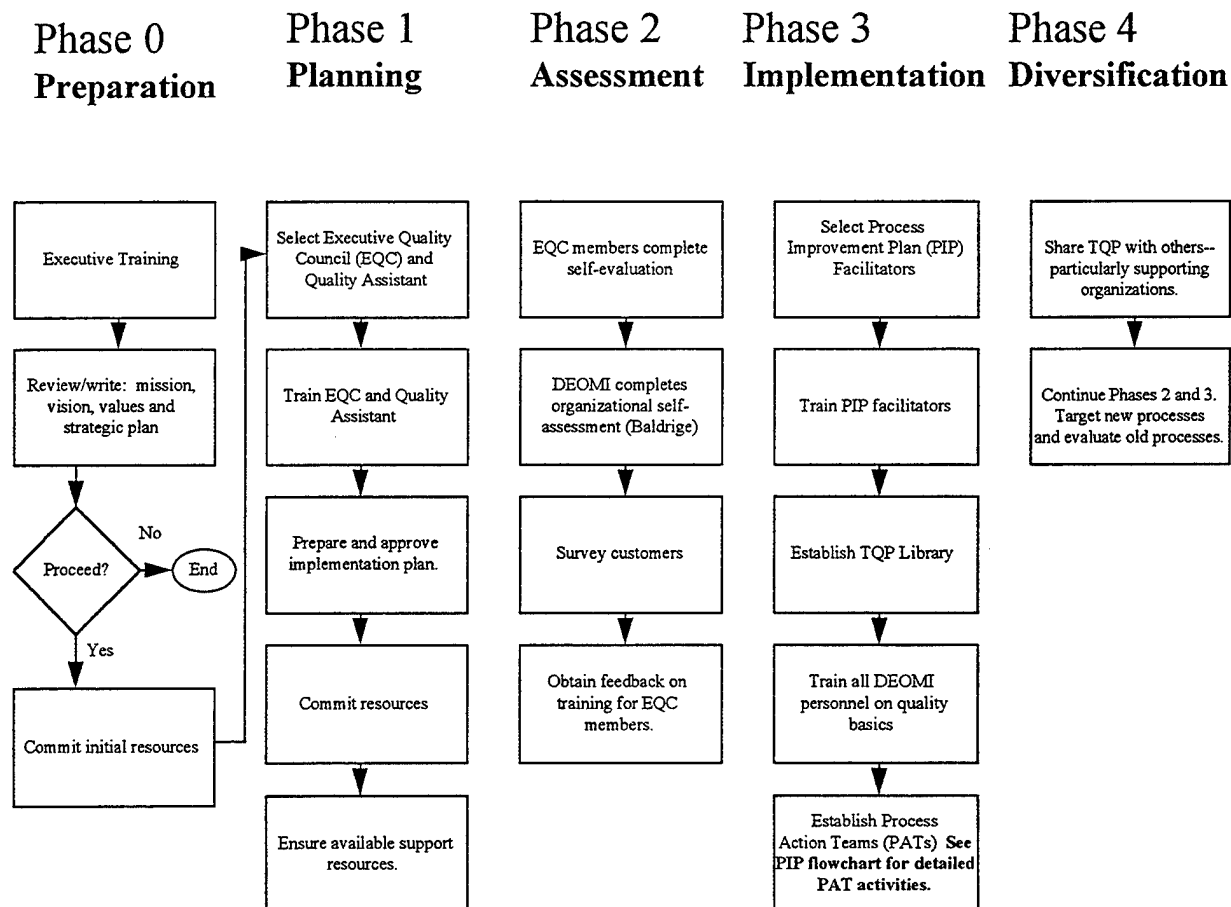 Phase 0
Preparation
Phase 1
Planning
Phase 2
Assessment
Phase 3
Implementation
Phase 4
Diversification
Executive Training
Review/write: mission,
vision, values and
strategic plan
Proceed?
No
End
Yes
Commit initial resources
Select Executive Quality
Council (EQC) and
Quality Assistant
Train EQC and Quality
Assistant
Prepare and approve
implementation plan.
Commit resources
Ensure available support
resources.
EQC members complete
self-evaluation
DEOMI completes
organizational self-
assessment (Baldrige)
Survey customers
Obtain feedback on
training for EQC
members.
Select Process
Improvement Plan (PIP)
Facilitators
Train PIP facilitators
Establish TQP Library
Train all DEOMI
personnel on quality
basics
Establish Process
Action Teams (PATs) See
PIP flowchart for detailed
PAT activities.
Share TQP with others--
particularly supporting
organizations.
Continue Phases 2 and 3.
Target new processes
and evaluate old processes.